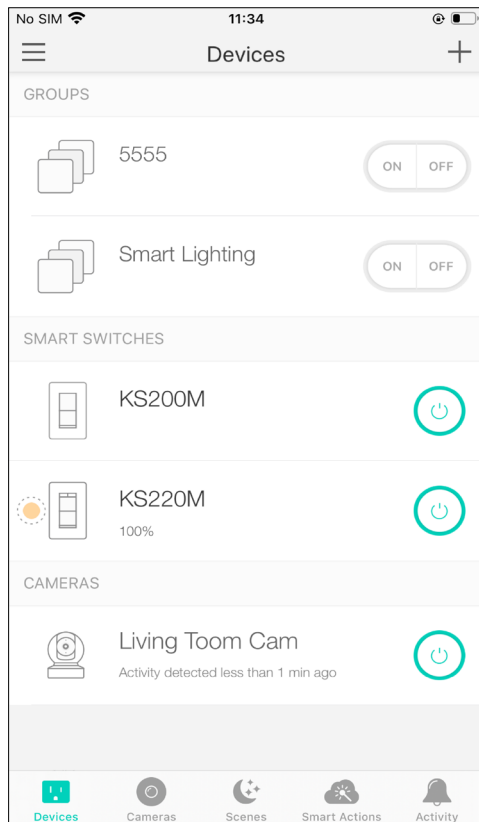 No SIM 11:34
Devices
GROUPS
5555
ON OFF
Smart Lighting
ON OFF
SMART SWITCHES
KS200M
KS220M
100%
CAMERAS
Living Toom Cam
Activity detected less than 1 min ago
Devices Cameras Scenes Smart Actions Activity